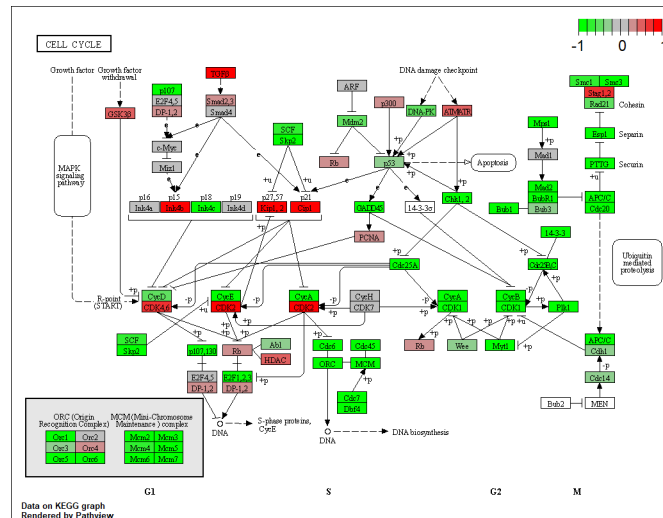 CELL CYCLE
-1 0 1
Growth factor
Growth factor withdrawal
TGFβ
ARF
DNA damage checkpoint
Smc1 Smc3
Stag1,2
Rad21
Cohesin
GSK3β
p107
E2F4,5
DP-1,2
Smad2,3
Smad4
Mdm2
p300
DNA-PK
ATM/ATR
Mps1
Mad1
Esp1
Separin
c-Myc
Miz1
SCF
Skp2
Rb
p53
Apoptosis
PTTG
Securin
MAPK signaling pathway
p16 p15 p18 p19 p27,57 p21
Ink4a Ink4b Ink4c Ink4d Kip1,2 Cip1
GADD45
14-3-3σ
Chk1,2
Mad2
BubR1
Bub1
Bub3
APC/C
Cdc20
PCNA
14-3-3
Cdc25A
Cdc25B,C
Ubiquitin mediated proteolysis
R-point (START)
CycD
CDK4,6
CycE
CDK2
CycA
CDK2
CycH
CDK7
CycA
CDK1
CycB
CDK1
Plk1
SCF
Skp2
p107,130
Rb
Abl
HDAC
Cdc6
Cdc45
ORC
MCM
Rb
Wee
Myt1
APC/C
Cdh1
Cdc14
E2F4,5
DP-1,2
E2F1,2,3
DP-1,2
Cdc7
Dbf4
Bub2
MEN
DNA
S-phase proteins, CycE
DNA
DNA biosynthesis
ORC (Origin Recognition Complex)
MCM (Mini-Chromosome Maintenance) complex
Orc1 Orc2 Mcm2 Mcm3
Orc3 Orc4 Mcm4 Mcm5
Orc5 Orc6 Mcm6 Mcm7
G1 S G2 M
Data on KEGG graph
Rendered by Pathview